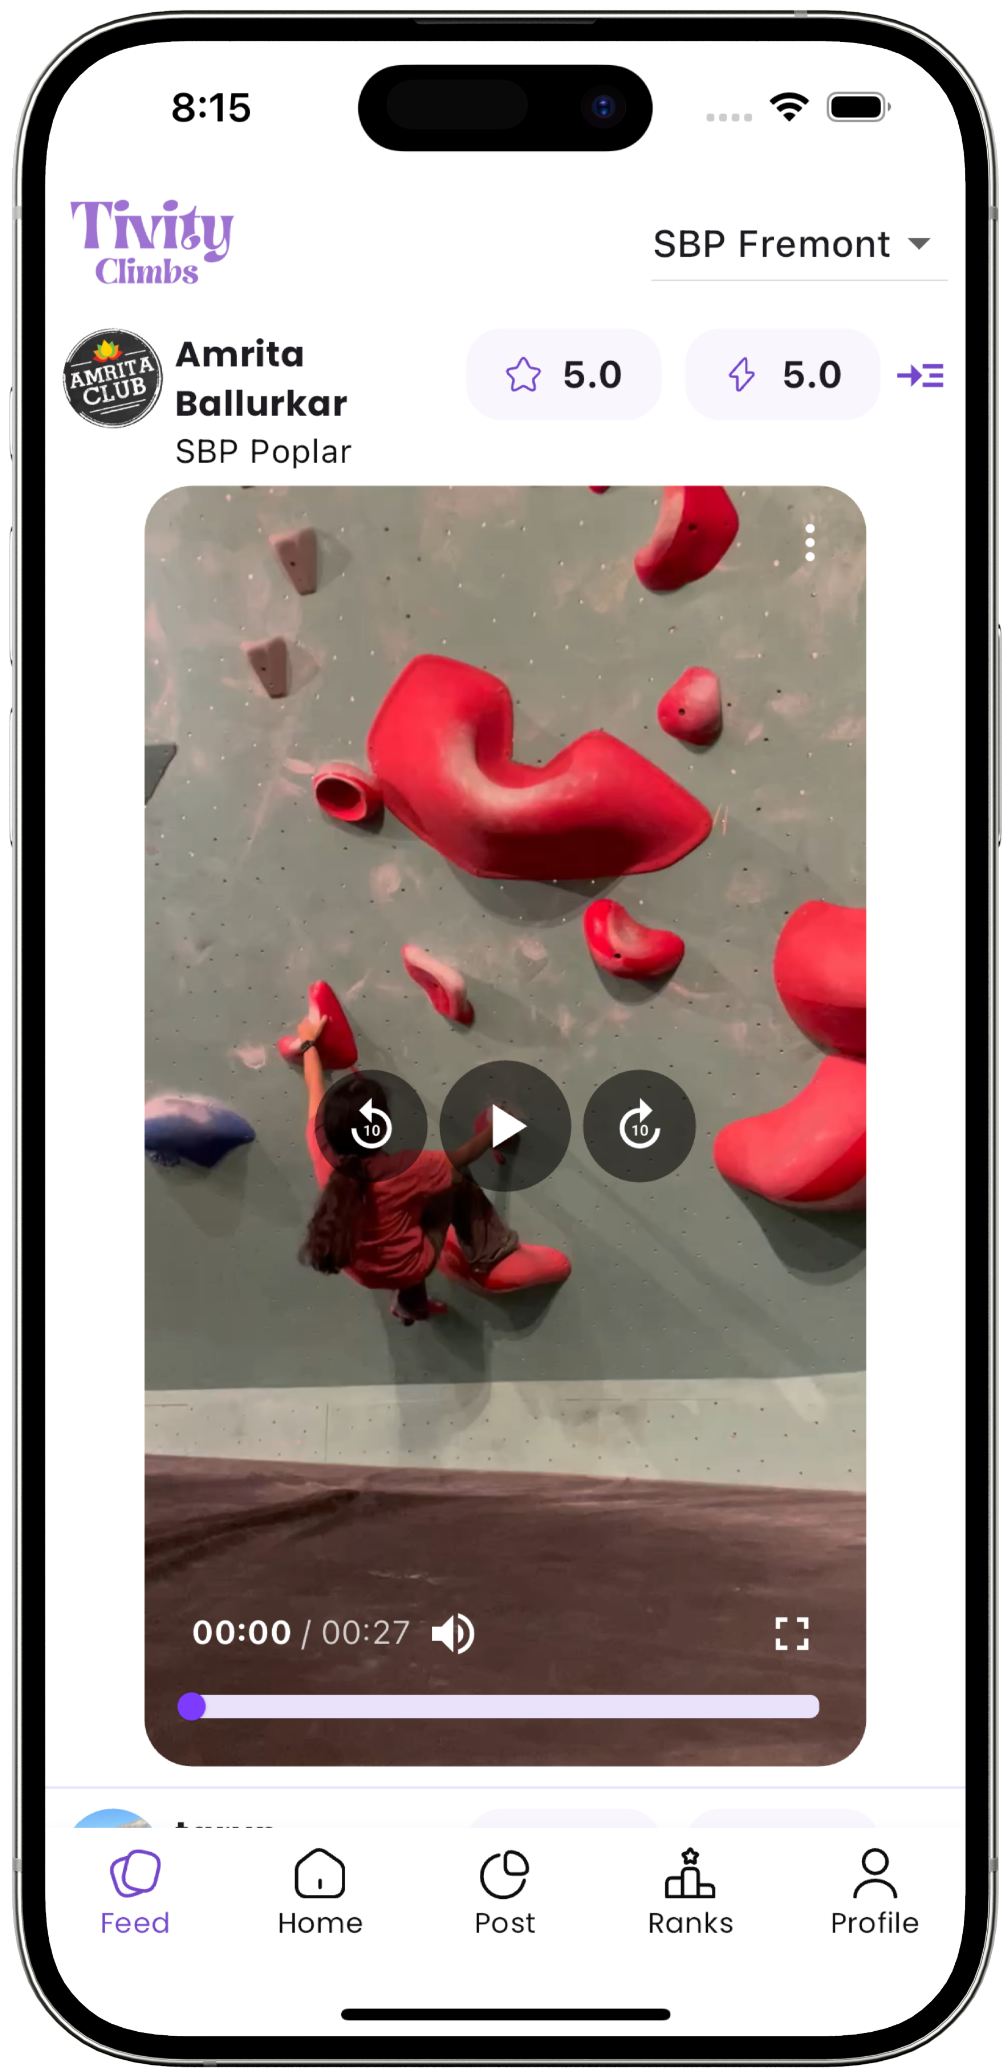 8:15
Tivity
Climbs
SBP Fremont
AMRITA
CLUB
Amrita
Ballurkar
SBP Poplar
5.0
5.0
10
10
00:00 / 00:27
Feed
Home
Post
Ranks
Profile